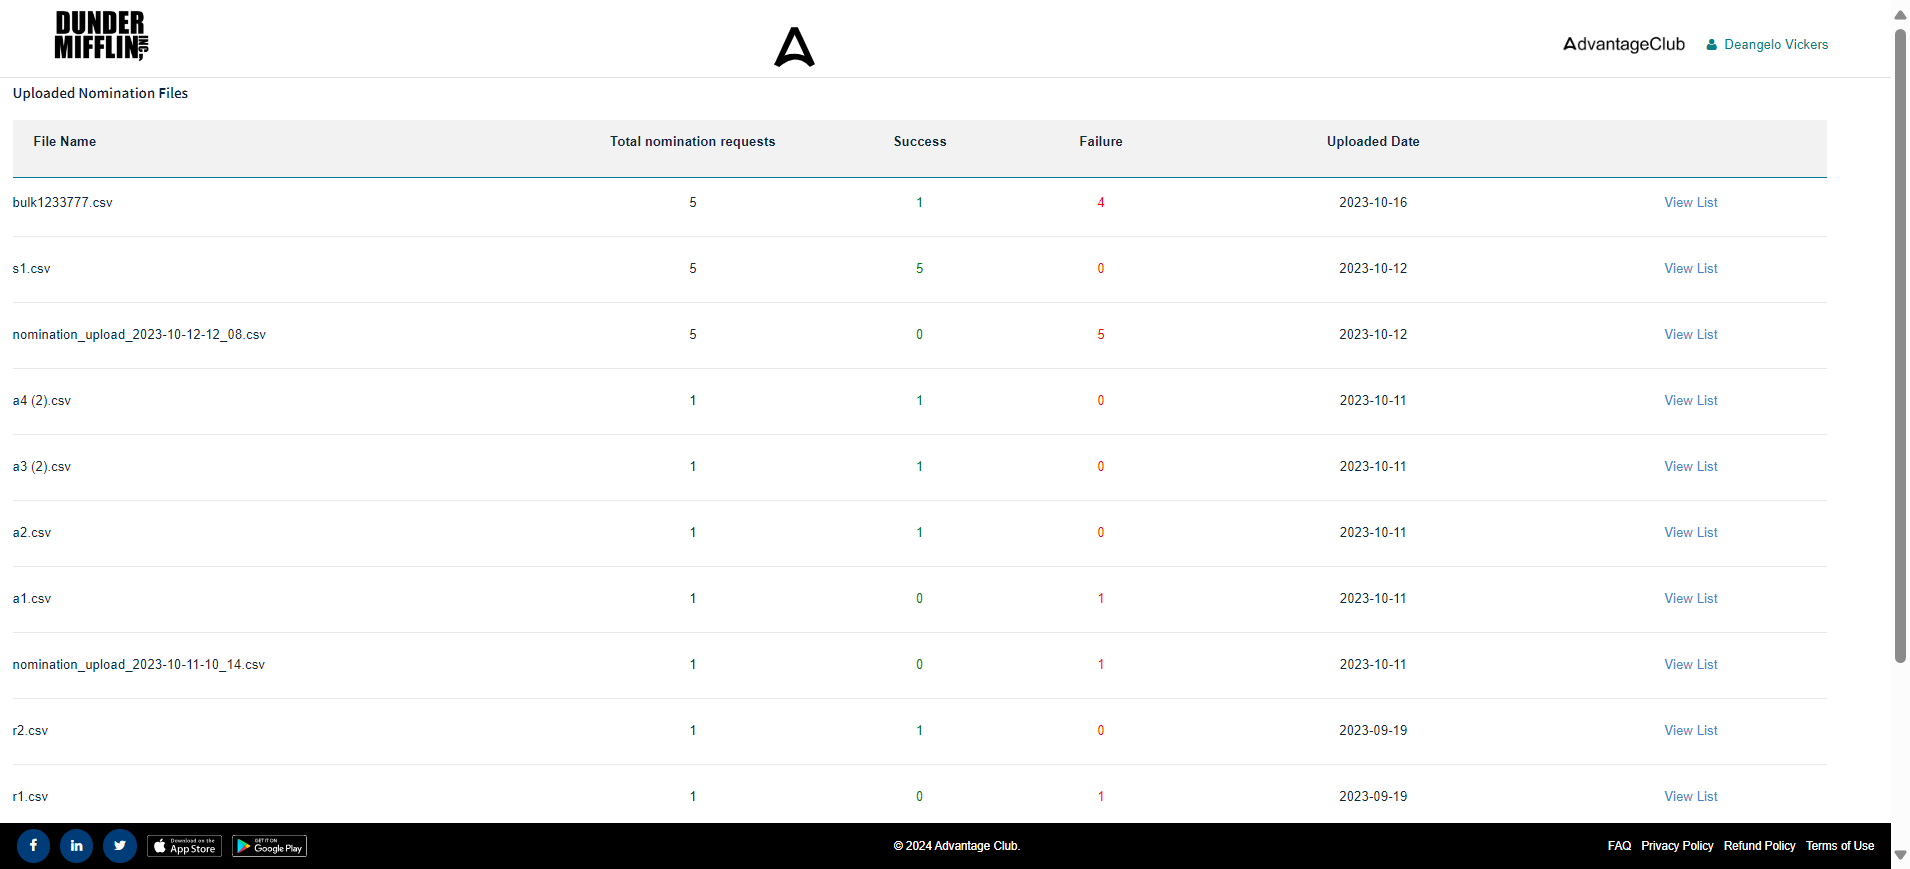 DUNDER
MIFFLIN, INC
A
AdvantageClub Deangelo Vickers
Uploaded Nomination Files
File Name Total nomination requests Success Failure Uploaded Date
bulk1233777.csv 5 1 4 2023-10-16 View List
s1.csv 5 5 0 2023-10-12 View List
nomination_upload_2023-10-12-12_08.csv 5 0 5 2023-10-12 View List
a4 (2).csv 1 1 0 2023-10-11 View List
a3 (2).csv 1 1 0 2023-10-11 View List
a2.csv 1 1 0 2023-10-11 View List
a1.csv 1 0 1 2023-10-11 View List
nomination_upload_2023-10-11-10_14.csv 1 0 1 2023-10-11 View List
r2.csv 1 1 0 2023-09-19 View List
r1.csv 1 0 1 2023-09-19 View List
f in Download on the App Store GET IT ON Google Play © 2024 Advantage Club. FAQ Privacy Policy Refund Policy Terms of Use